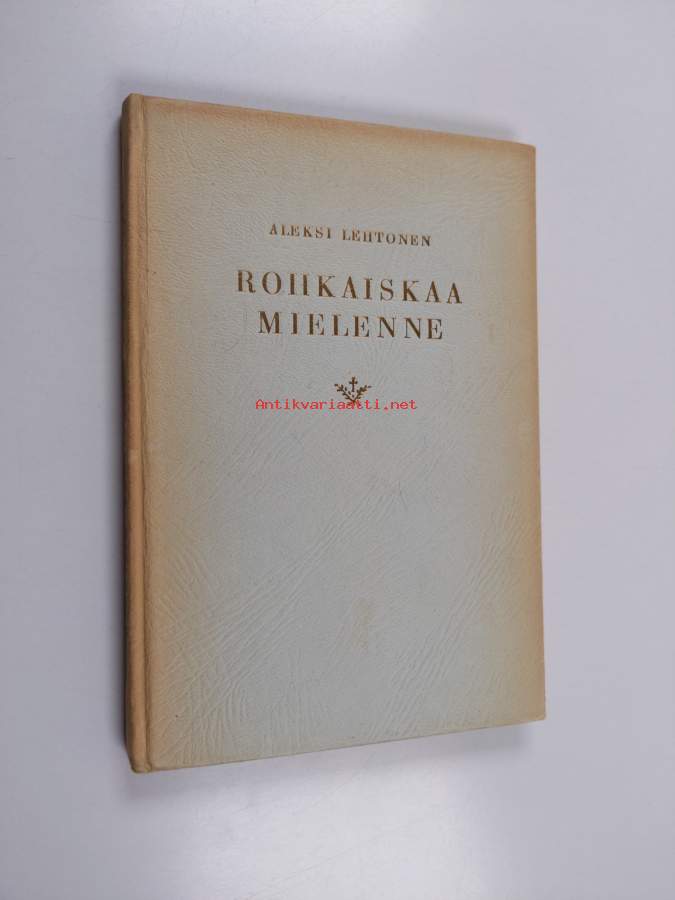 ALEKSI LEHTONEN
ROHKAISKAA
MIELENNE
Antikvariaatti.net